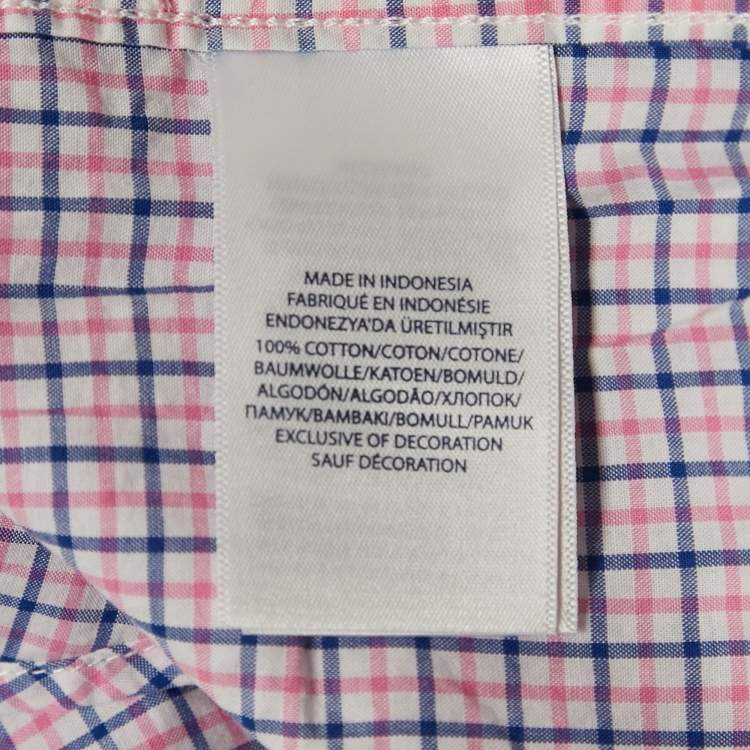 MADE IN INDONESIA
FABRIQUÉ EN INDONÉSIE
ENDONEZYA'DA ÜRETILMIŞTIR
100% COTTON/COTON/COTONE/
BAUMWOLLE/KATOEN/BOMULD/
ALGODÓN/ALGODÃO/ХЛОПОК/
ПАМУК/BAMBAKI/BOMULL/PAMUK
EXCLUSIVE OF DECORATION
SAUF DÉCORATION